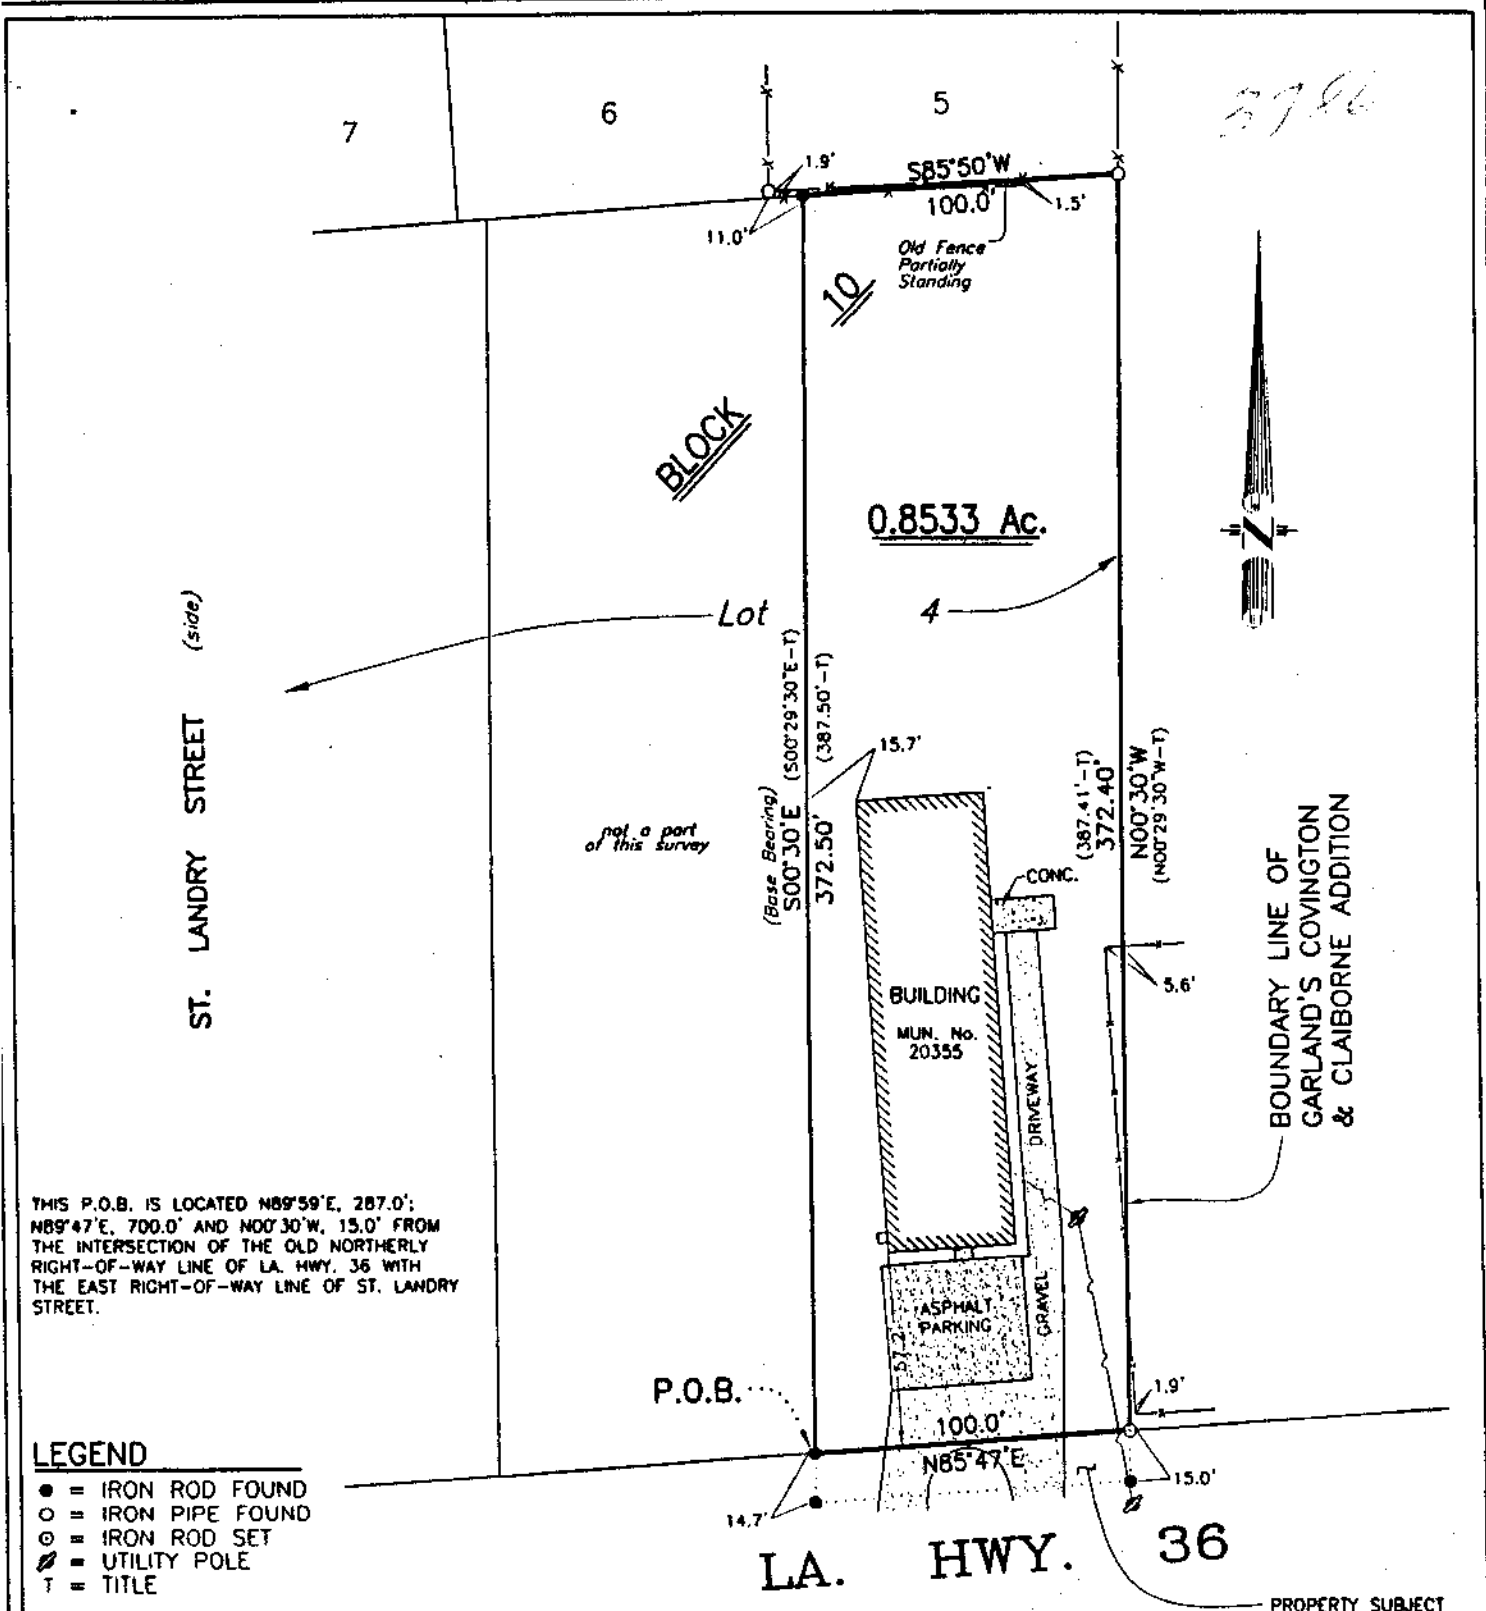 7
6
5
3986
1.9'
S85°50'W
100.0'
1.5'
11.0'
Old Fence
Partially
Standing
10
BLOCK
0.8533 Ac.
Lot
4
ST. LANDRY STREET (side)
(S00°29'30"E-T)
(387.50'-T)
(Base Bearing)
S00°30'E
372.50'
15.7'
not a part
of this survey
(387.41'-T)
372.40'
N00°30'W
(N00°29'30"W-T)
CONC.
5.6'
BUILDING
MUN. No.
20355
BOUNDARY LINE OF
GARLAND'S COVINGTON
& CLAIBORNE ADDITION
GRAVEL DRIVEWAY
THIS P.O.B. IS LOCATED N89°59'E, 287.0';
N89°47'E, 700.0' AND N00°30'W, 15.0' FROM
THE INTERSECTION OF THE OLD NORTHERLY
RIGHT-OF-WAY LINE OF LA. HWY. 36 WITH
THE EAST RIGHT-OF-WAY LINE OF ST. LANDRY
STREET.
ASPHALT
PARKING
57.2
P.O.B.
1.9'
100.0'
N85°47'E
15.0'
14.7'
LEGEND
● = IRON ROD FOUND
○ = IRON PIPE FOUND
⊙ = IRON ROD SET
= UTILITY POLE
T = TITLE
LA. HWY. 36
PROPERTY SUBJECT